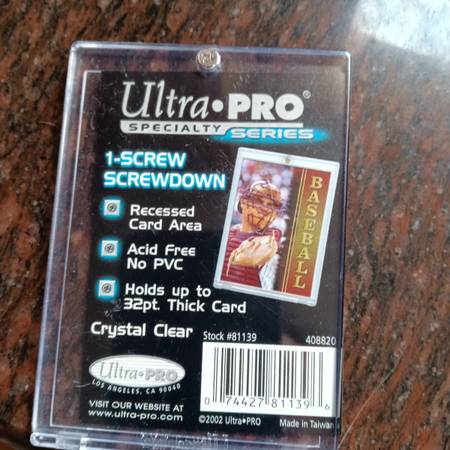 Ultra•PRO®
SPECIALTY SERIES
1-SCREW
SCREWDOWN
BASEBALL
Recessed
Card Area
Acid Free
No PVC
Holds up to
32pt. Thick Card
Crystal Clear
Stock #81139
408820
Ultra•PRO
LOS ANGELES, CA 90040
VISIT OUR WEBSITE AT
www.ultra-pro.com
0 74427 81139 6
©2002 Ultra•PRO
Made in Taiwan